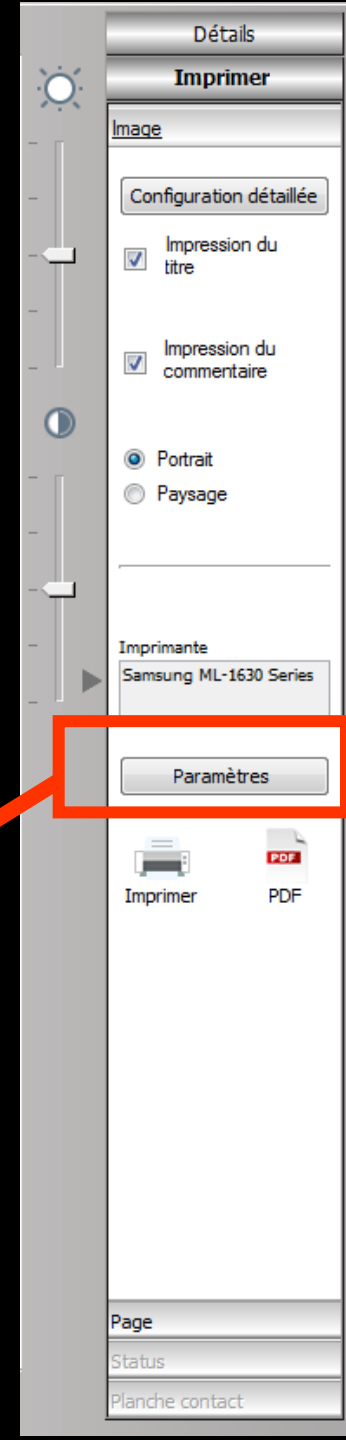 Détails
Imprimer
Image
Configuration détaillée
Impression du
titre
Impression du
commentaire
Portrait
Paysage
Imprimante
Samsung ML-1630 Series
Paramètres
PDF
Imprimer
PDF
Page
Status
Planche contact